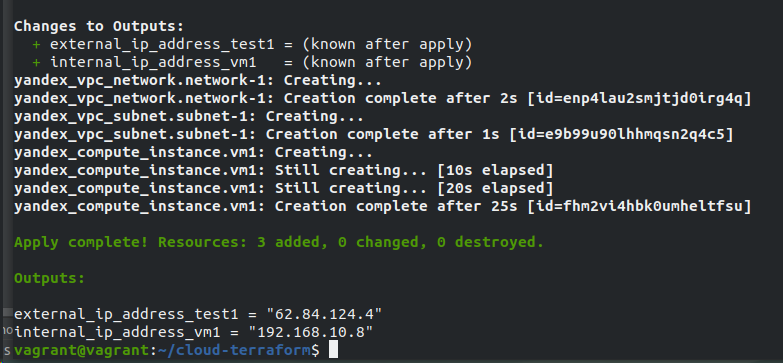 Changes to Outputs:
+ external_ip_address_test1 = (known after apply)
+ internal_ip_address_vm1   = (known after apply)
yandex_vpc_network.network-1: Creating...
yandex_vpc_network.network-1: Creation complete after 2s [id=enp4lau2smjtjd0irg4q]
yandex_vpc_subnet.subnet-1: Creating...
yandex_vpc_subnet.subnet-1: Creation complete after 1s [id=e9b99u90lhhmqsn2q4c5]
yandex_compute_instance.vm1: Creating...
yandex_compute_instance.vm1: Still creating... [10s elapsed]
yandex_compute_instance.vm1: Still creating... [20s elapsed]
yandex_compute_instance.vm1: Creation complete after 25s [id=fhm2vi4hbk0umheltfsu]
Apply complete! Resources: 3 added, 0 changed, 0 destroyed.
Outputs:
external_ip_address_test1 = "62.84.124.4"
internal_ip_address_vm1 = "192.168.10.8"
vagrant@vagrant:~/cloud-terraform$